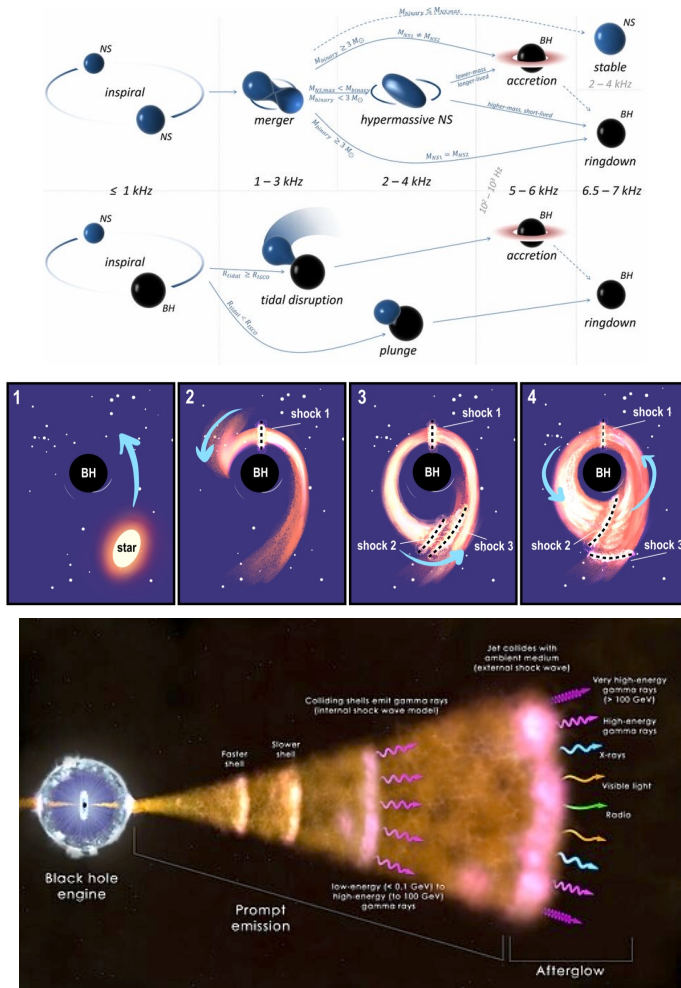 NS
inspiral
NS
merger
M_binary ≤ M_NS,max
M_binary ≥ 3 M☉
M_NS1 ≠ M_NS2
M_NS,max < M_binary
M_binary < 3 M☉
M_binary ≥ 3 M☉
hypermassive NS
lower-mass
longer-lived
higher-mass, short-lived
M_NS1 = M_NS2
BH
accretion
NS
stable
2 – 4 kHz
BH
ringdown
≤ 1 kHz
1 – 3 kHz
2 – 4 kHz
10² – 10³ Hz
5 – 6 kHz
6.5 – 7 kHz
NS
inspiral
BH
R_tidal ≥ R_ISCO
R_tidal < R_ISCO
tidal disruption
plunge
BH
accretion
BH
ringdown
1
BH
star
2
shock 1
BH
3
shock 1
BH
shock 2
shock 3
4
shock 1
BH
shock 2
shock 3
Jet collides with
ambient medium
(external shock wave)
Colliding shells emit gamma rays
(internal shock wave model)
Very high-energy
gamma rays
(> 100 GeV)
High-energy
gamma rays
X-rays
Visible light
Radio
Faster
shell
Slower
shell
Black hole
engine
Prompt
emission
low-energy (< 0.1 GeV) to
high-energy (to 100 GeV)
gamma rays
Afterglow